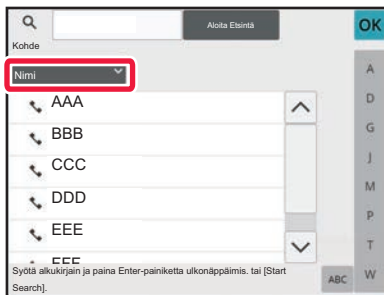 Aloita Etsintä
OK
Kohde
Nimi
A
AAA
D
BBB
G
CCC
J
M
DDD
P
EEE
T
FFF
Syötä alkukirjain ja paina Enter-painiketta ulkonäppäimis. tai [Start
Search].
ABC
W